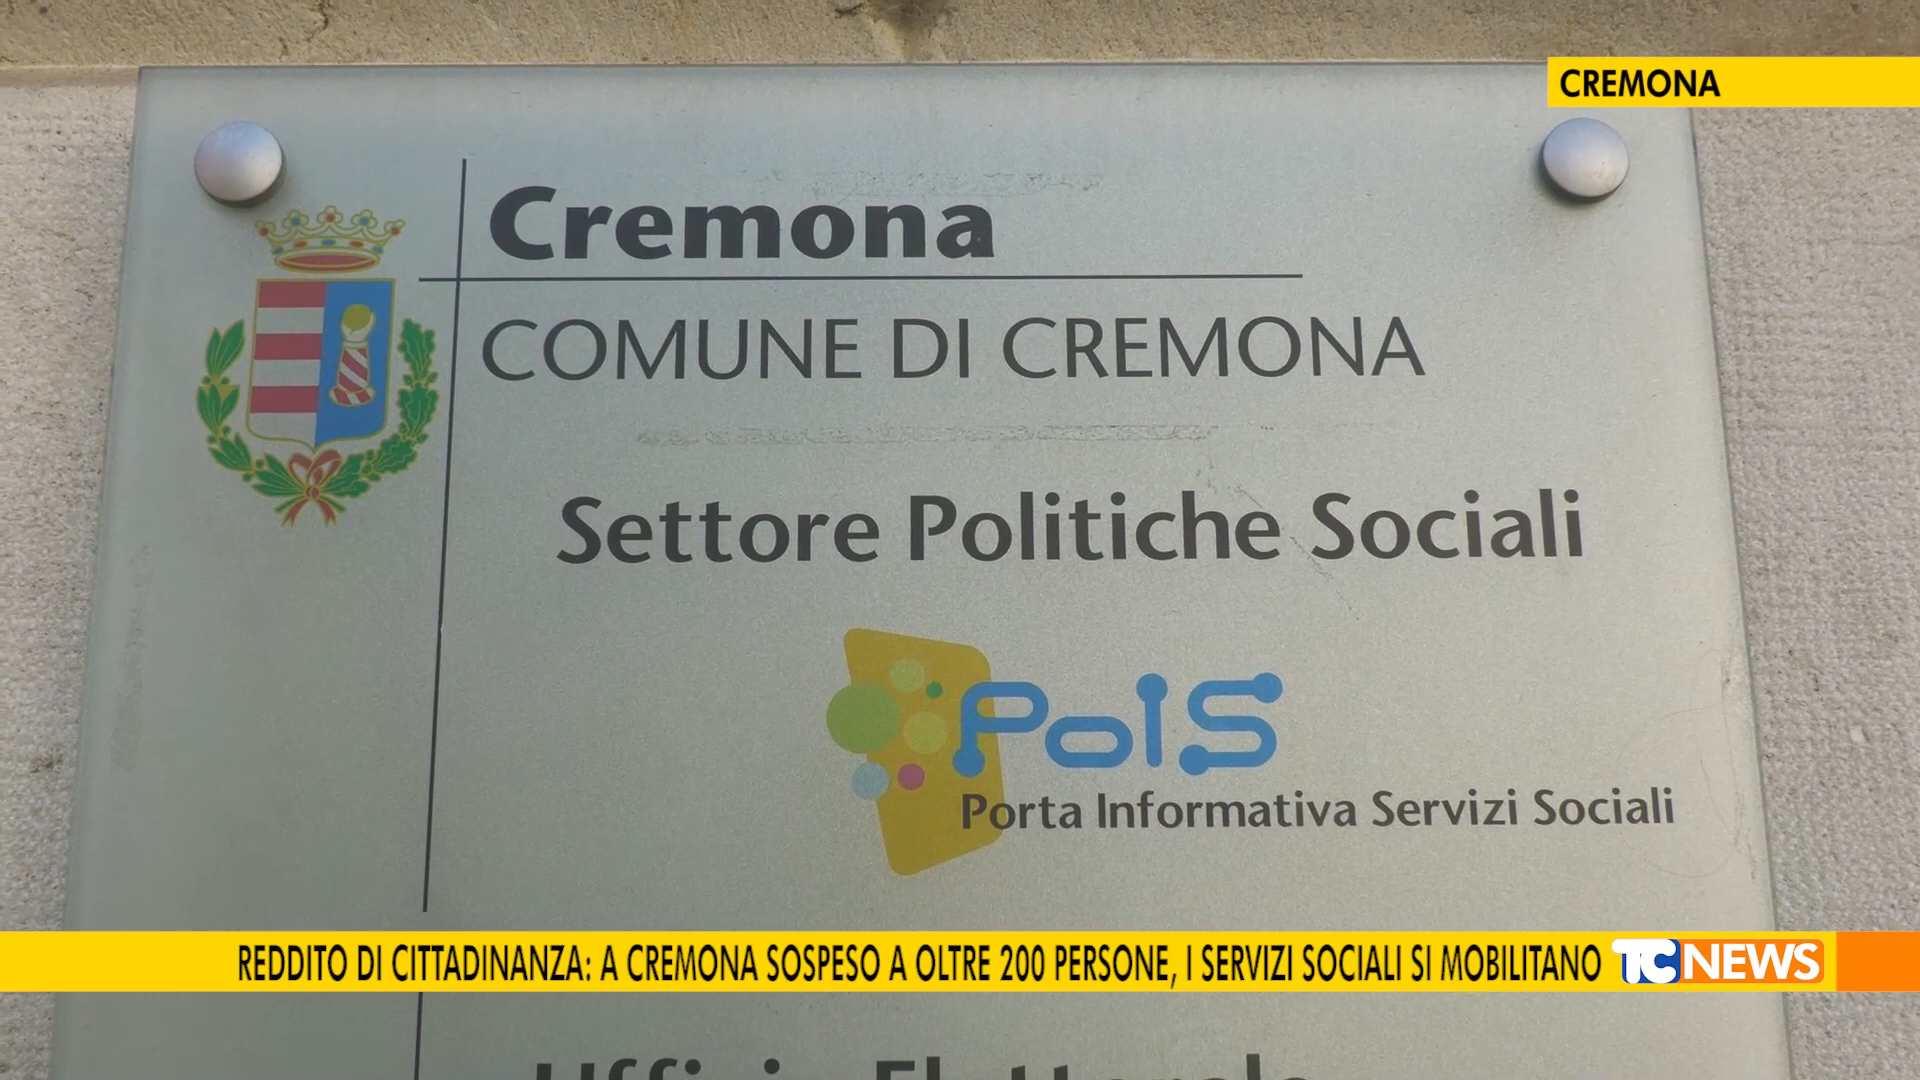 CREMONA
Cremona
COMUNE DI CREMONA
Settore Politiche Sociali
PoIS
Porta Informativa Servizi Sociali
REDDITO DI CITTADINANZA: A CREMONA SOSPESO A OLTRE 200 PERSONE, I SERVIZI SOCIALI SI MOBILITANO TC NEWS